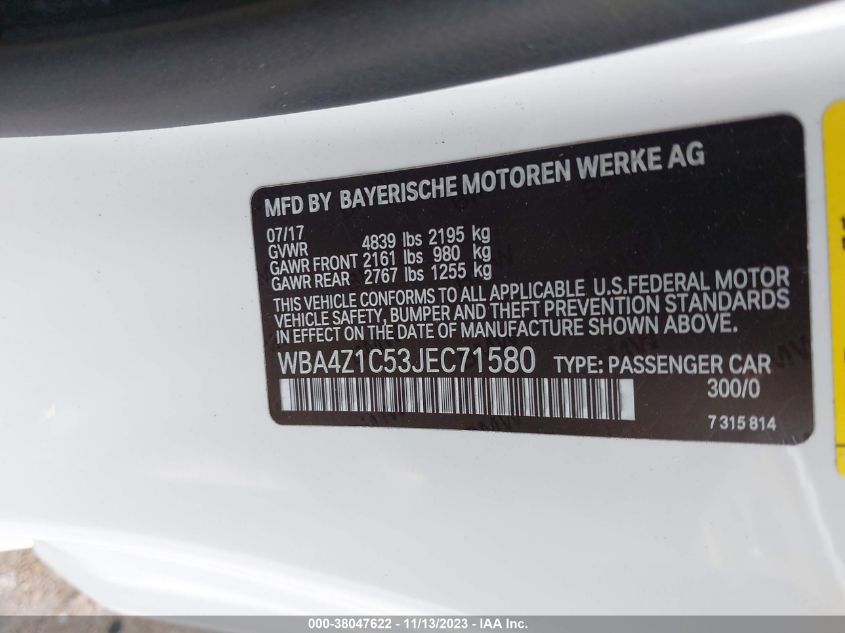 MFD BY BAYERISCHE MOTOREN WERKE AG
07/17
GVWR 4839 lbs 2195 kg
GAWR FRONT 2161 lbs 980 kg
GAWR REAR 2767 lbs 1255 kg
THIS VEHICLE CONFORMS TO ALL APPLICABLE U.S.FEDERAL MOTOR
VEHICLE SAFETY, BUMPER AND THEFT PREVENTION STANDARDS
IN EFFECT ON THE DATE OF MANUFACTURE SHOWN ABOVE.
WBA4Z1C53JEC71580 TYPE: PASSENGER CAR
300/0
7 315 814
000-38047622 - 11/13/2023 - IAAI.com